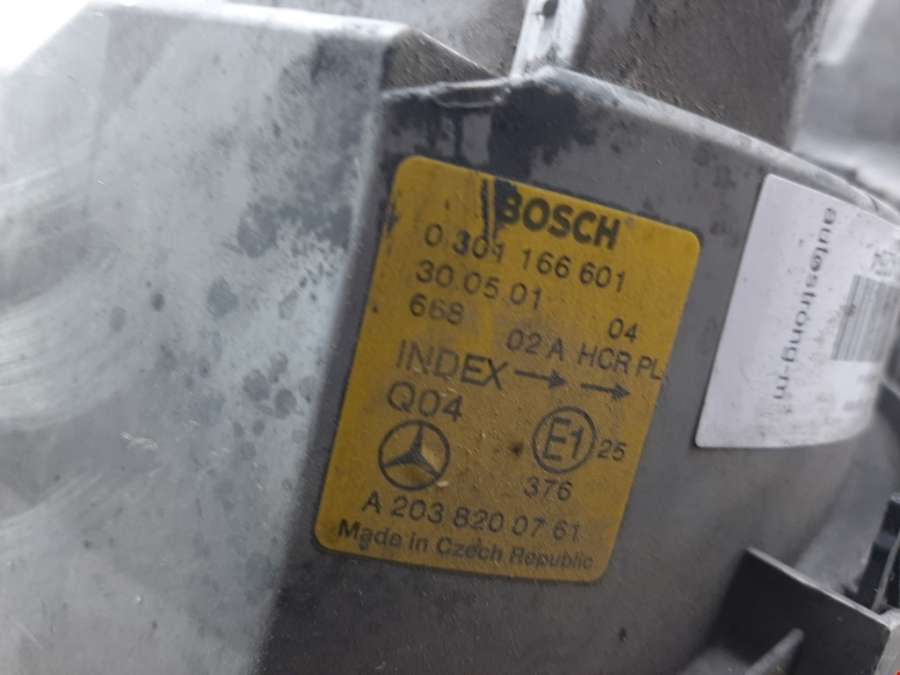 BOSCH
0 301 166 601
30.05.01
668
04
02 A HCR PL
INDEX → →
Q04
E1 25
376
A 203 820 07 61
Made in Czech Republic
autostrong-m